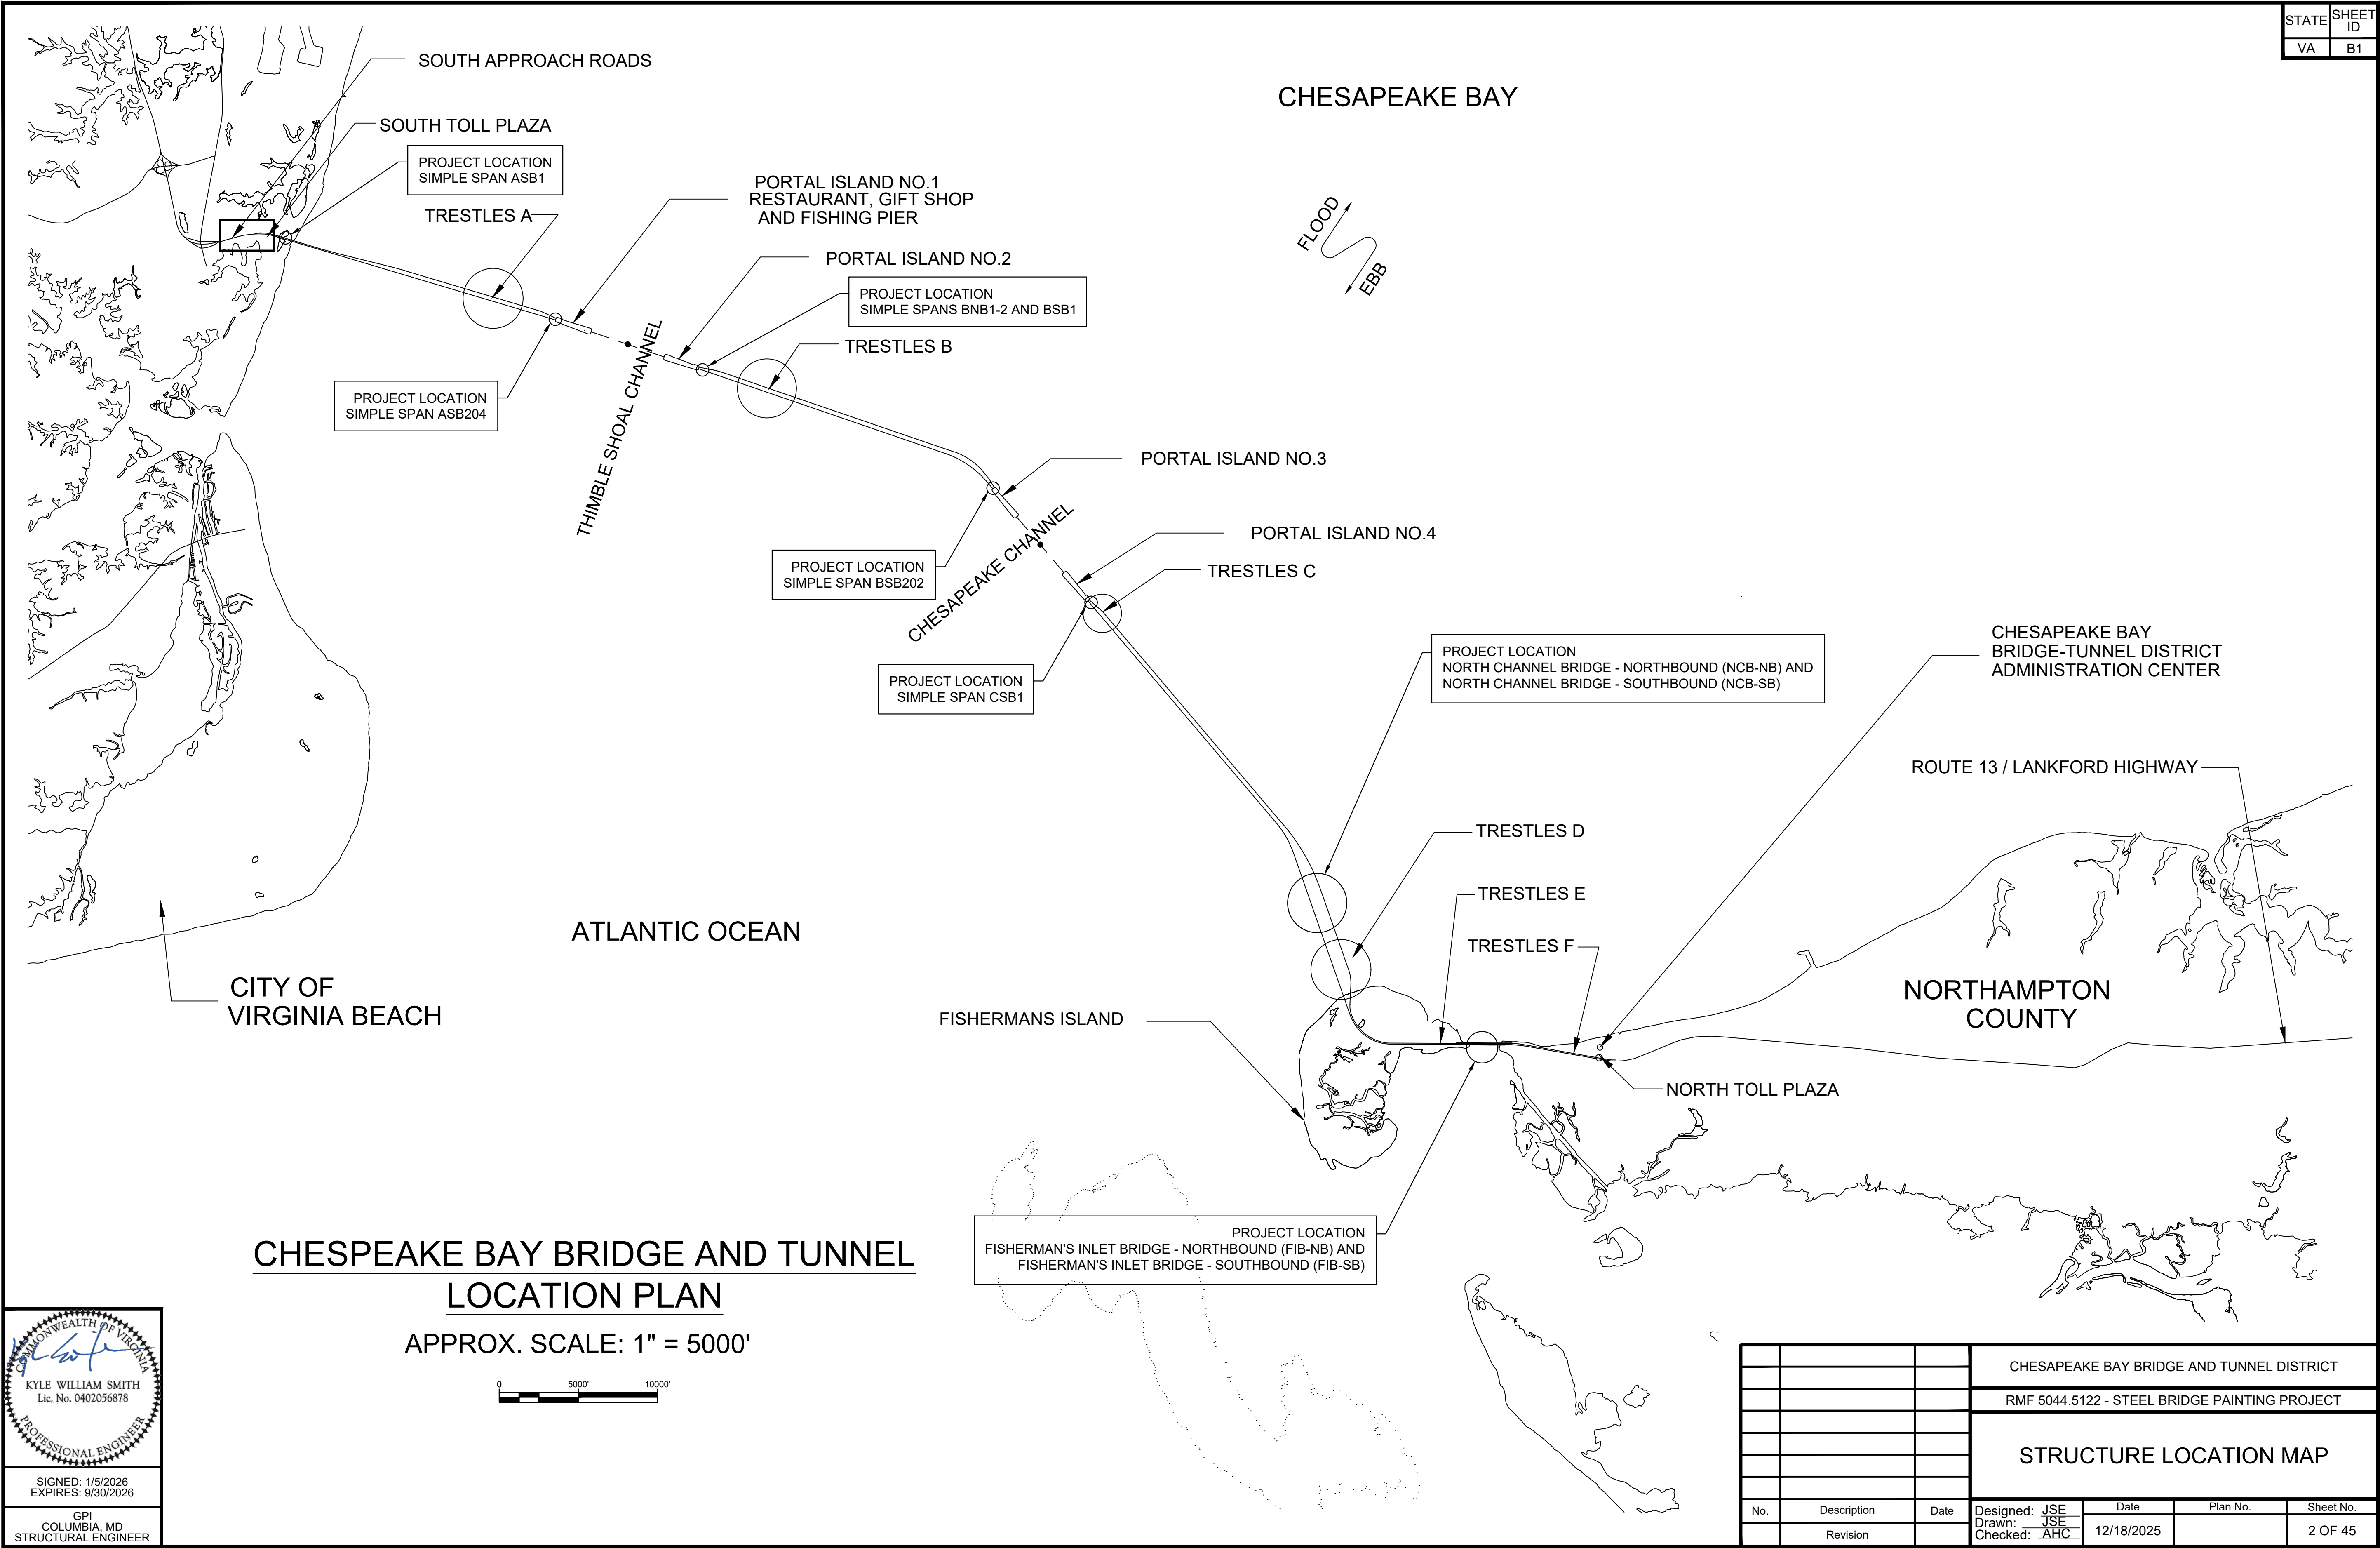 STATE SHEET ID
VA B1
SOUTH APPROACH ROADS
CHESAPEAKE BAY
SOUTH TOLL PLAZA
PROJECT LOCATION
SIMPLE SPAN ASB1
TRESTLES A
PORTAL ISLAND NO.1
RESTAURANT, GIFT SHOP
AND FISHING PIER
FLOOD
EBB
PORTAL ISLAND NO.2
PROJECT LOCATION
SIMPLE SPANS BNB1-2 AND BSB1
TRESTLES B
PROJECT LOCATION
SIMPLE SPAN ASB204
THIMBLE SHOAL CHANNEL
PORTAL ISLAND NO.3
PORTAL ISLAND NO.4
PROJECT LOCATION
SIMPLE SPAN BSB202
CHESAPEAKE CHANNEL
TRESTLES C
PROJECT LOCATION
SIMPLE SPAN CSB1
PROJECT LOCATION
NORTH CHANNEL BRIDGE - NORTHBOUND (NCB-NB) AND
NORTH CHANNEL BRIDGE - SOUTHBOUND (NCB-SB)
CHESAPEAKE BAY
BRIDGE-TUNNEL DISTRICT
ADMINISTRATION CENTER
ROUTE 13 / LANKFORD HIGHWAY
TRESTLES D
TRESTLES E
TRESTLES F
ATLANTIC OCEAN
CITY OF
VIRGINIA BEACH
NORTHAMPTON
COUNTY
FISHERMANS ISLAND
NORTH TOLL PLAZA
PROJECT LOCATION
FISHERMAN'S INLET BRIDGE - NORTHBOUND (FIB-NB) AND
FISHERMAN'S INLET BRIDGE - SOUTHBOUND (FIB-SB)
CHESPEAKE BAY BRIDGE AND TUNNEL
LOCATION PLAN
APPROX. SCALE: 1" = 5000'
0 5000' 10000'
COMMONWEALTH OF VIRGINIA
KYLE WILLIAM SMITH
Lic. No. 0402056878
PROFESSIONAL ENGINEER
SIGNED: 1/5/2026
EXPIRES: 9/30/2026
GPI
COLUMBIA, MD
STRUCTURAL ENGINEER
CHESAPEAKE BAY BRIDGE AND TUNNEL DISTRICT
RMF 5044.5122 - STEEL BRIDGE PAINTING PROJECT
STRUCTURE LOCATION MAP
No. Description Date
Revision
Designed: JSE
Drawn: JSE
Checked: AHC
Date
12/18/2025
Plan No.
Sheet No.
2 OF 45